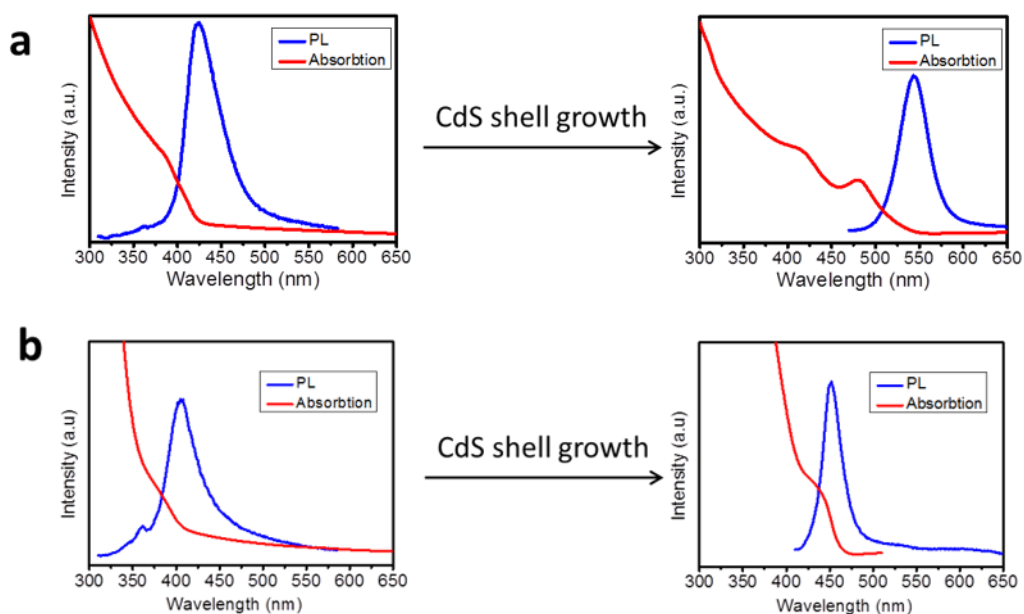 a
PL
Absorbtion
Intensity (a.u.)
300 350 400 450 500 550 600 650
Wavelength (nm)
CdS shell growth
PL
Absorbtion
Intensity (a.u.)
300 350 400 450 500 550 600 650
Wavelength (nm)
b
PL
Absorbtion
Intensity (a.u)
300 350 400 450 500 550 600 650
Wavelength (nm)
CdS shell growth
PL
Absorbtion
Intensity (a.u)
300 350 400 450 500 550 600 650
Wavelength (nm)